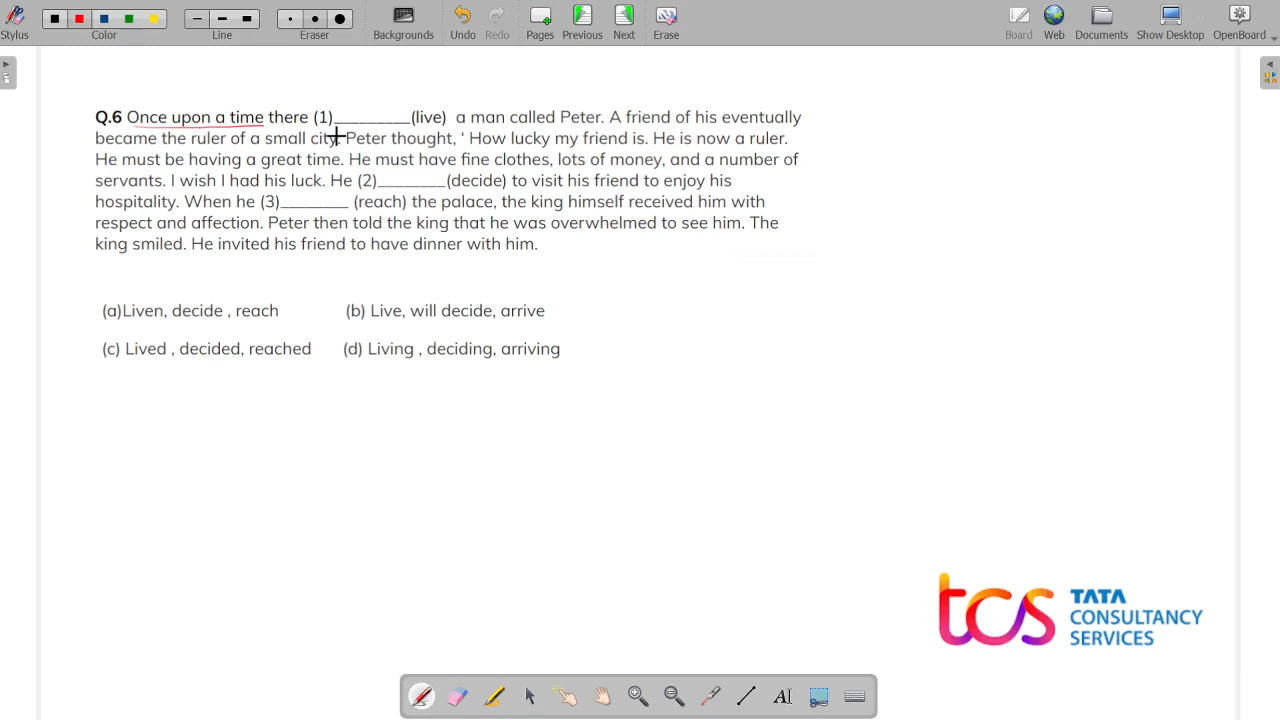 Stylus Color Line Eraser Backgrounds Undo Redo Pages Previous Next Erase Board Web Documents Show Desktop OpenBoard
Q.6 Once upon a time there (1)_________(live) a man called Peter. A friend of his eventually
became the ruler of a small city. Peter thought, ‘ How lucky my friend is. He is now a ruler.
He must be having a great time. He must have fine clothes, lots of money, and a number of
servants. I wish I had his luck. He (2)________(decide) to visit his friend to enjoy his
hospitality. When he (3)________ (reach) the palace, the king himself received him with
respect and affection. Peter then told the king that he was overwhelmed to see him. The
king smiled. He invited his friend to have dinner with him.
(a)Liven, decide , reach (b) Live, will decide, arrive
(c) Lived , decided, reached (d) Living , deciding, arriving
tcs TATA
CONSULTANCY
SERVICES